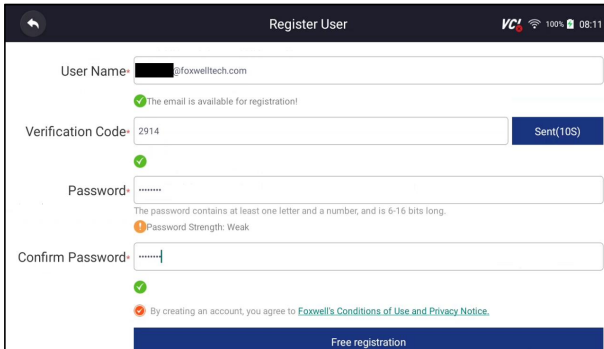 Register User
VC! 100% 08:11
User Name* @foxwelltech.com
The email is available for registration!
Verification Code* 2914 Sent(10S)
Password* ••••••••
The password contains at least one letter and a number, and is 6-16 bits long.
Password Strength: Weak
Confirm Password* ••••••••
By creating an account, you agree to Foxwell's Conditions of Use and Privacy Notice.
Free registration